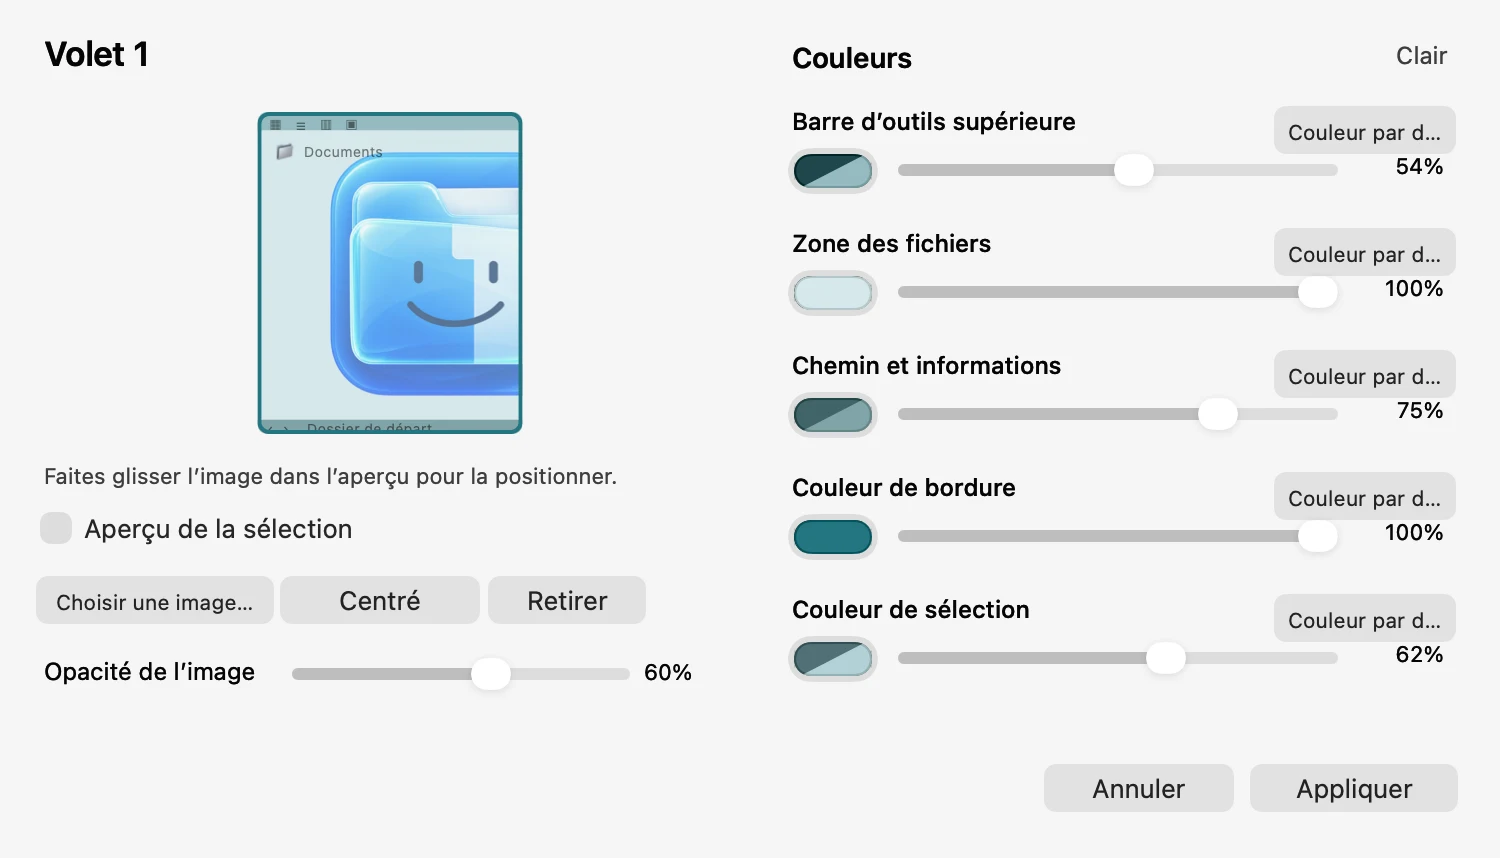 Volet 1
Documents
Dossier de départ
Faites glisser l’image dans l’aperçu pour la positionner.
Aperçu de la sélection
Choisir une image...
Centré
Retirer
Opacité de l’image
60%
Couleurs
Clair
Barre d’outils supérieure
Couleur par d...
54%
Zone des fichiers
Couleur par d...
100%
Chemin et informations
Couleur par d...
75%
Couleur de bordure
Couleur par d...
100%
Couleur de sélection
Couleur par d...
62%
Annuler
Appliquer